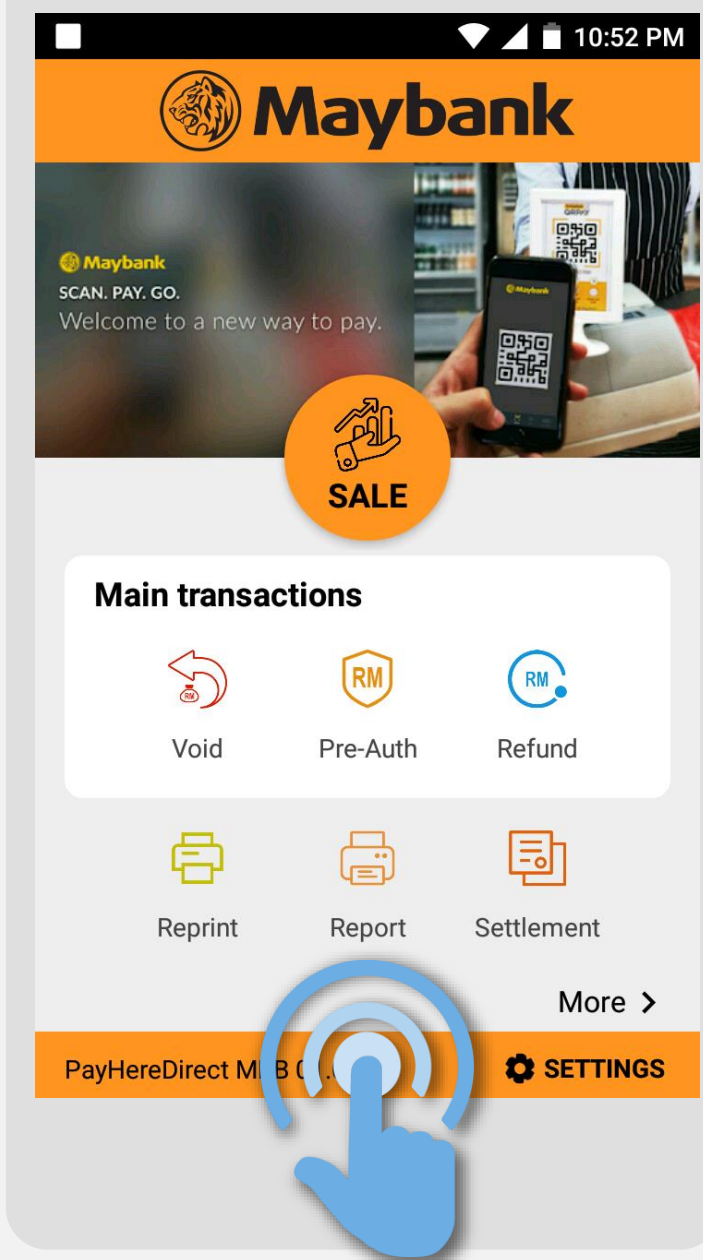 10:52 PM
Maybank
Maybank
SCAN. PAY. GO.
Welcome to a new way to pay.
QRPAY
Maybank
SALE
Main transactions
RM
RM
RM
Void
Pre-Auth
Refund
Reprint
Report
Settlement
More >
PayHereDirect
SETTINGS